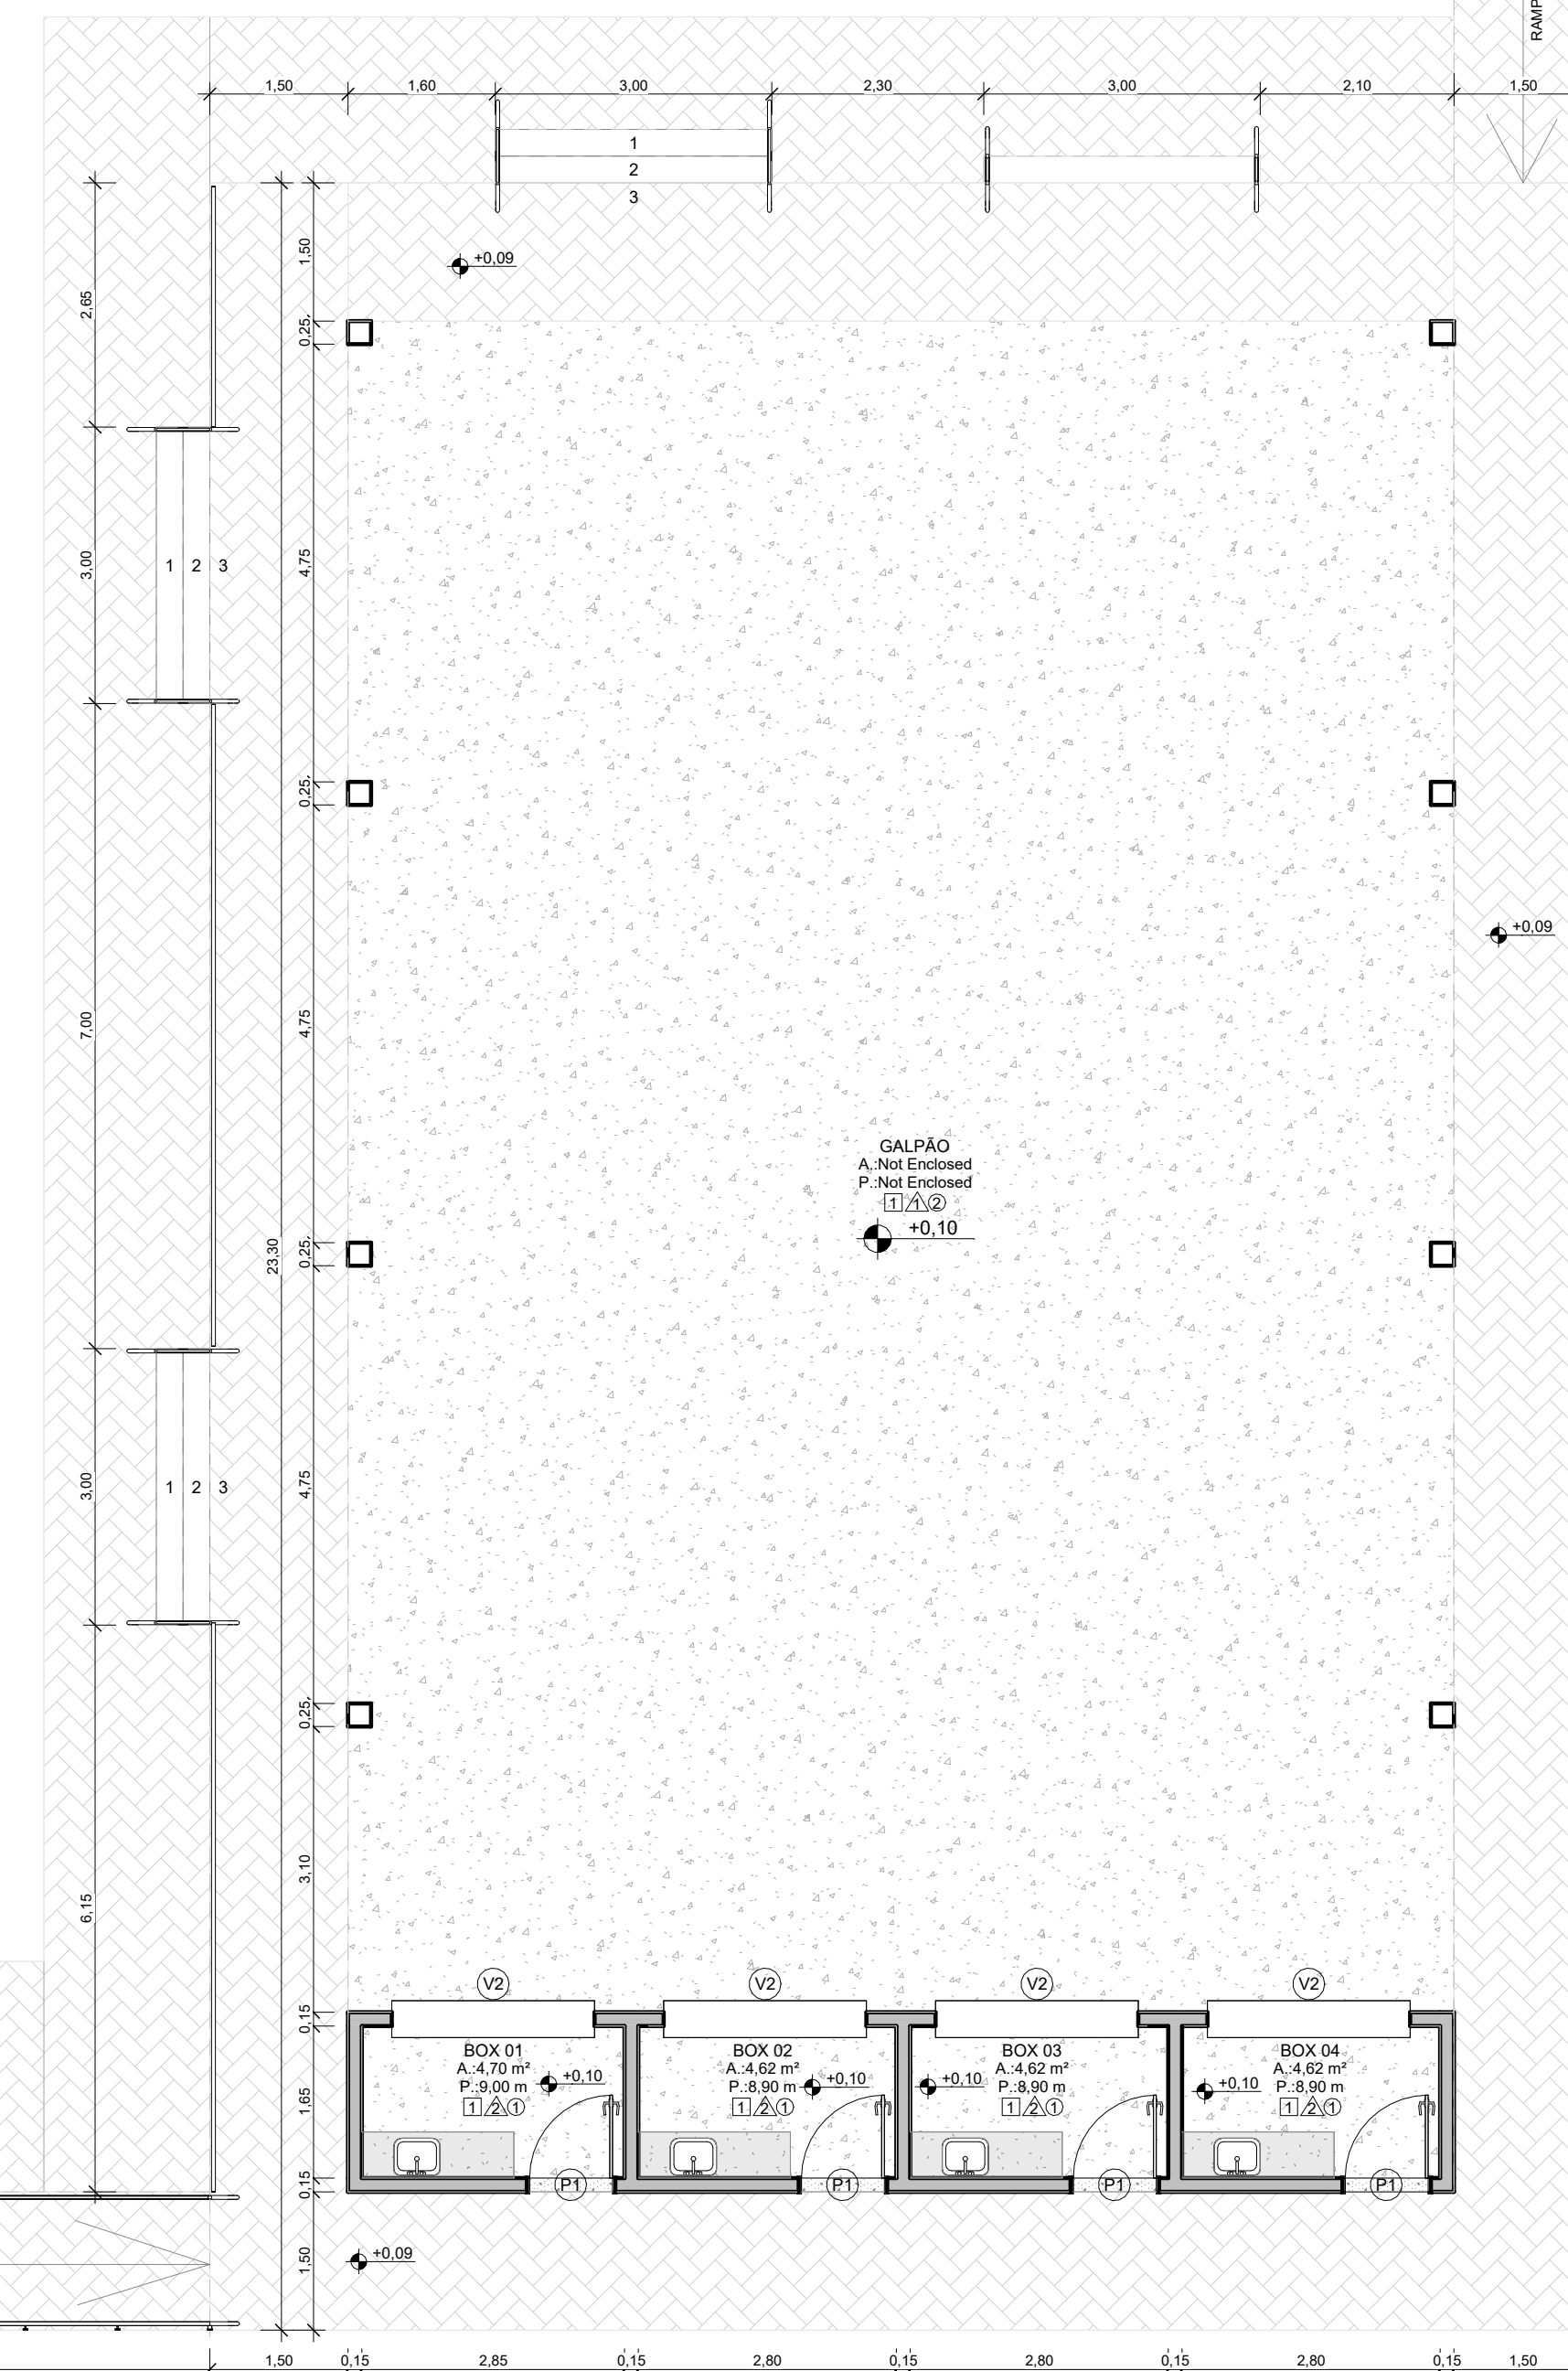 RAMP
1,50
1,60
3,00
2,30
3,00
2,10
1,50
1
2
3
1,50
+0,09
2,65
0,25
3,00
1 2 3
4,75
0,25
+0,09
7,00
4,75
GALPÃO
A.:Not Enclosed
P.:Not Enclosed
1 1 2
+0,10
23,30
0,25
3,00
1 2 3
4,75
0,25
3,10
6,15
V2
V2
V2
V2
0,15
BOX 01
A.:4,70 m²
P.:9,00 m
1 2 1
+0,10
BOX 02
A.:4,62 m²
P.:8,90 m
1 2 1
+0,10
BOX 03
A.:4,62 m²
P.:8,90 m
1 2 1
+0,10
BOX 04
A.:4,62 m²
P.:8,90 m
1 2 1
+0,10
1,65
0,15
P1
P1
P1
P1
1,50
+0,09
1,50
0,15
2,85
0,15
2,80
0,15
2,80
0,15
2,80
0,15
1,50